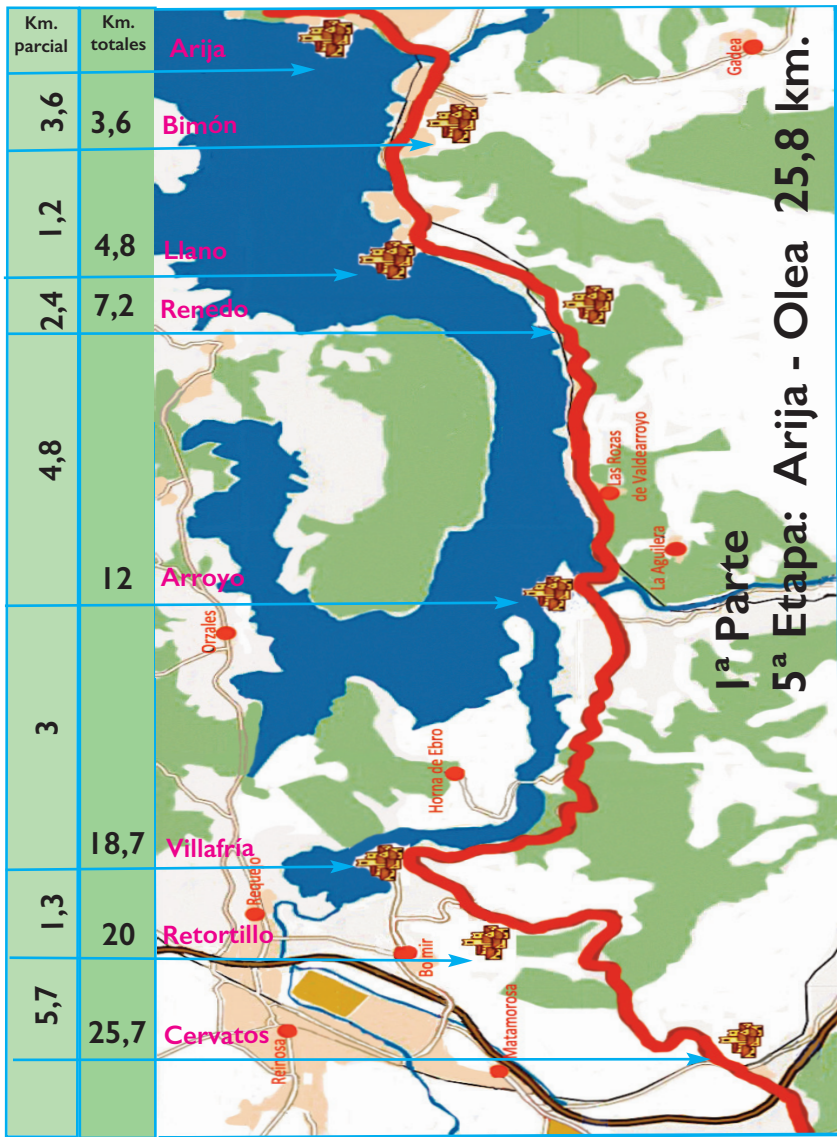 Km. parcial
Km. totales
Arija
3,6
3,6
Bimón
1,2
4,8
Llano
2,4
7,2
Renedo
4,8
12
Arroyo
3
18,7
Villafría
1,3
20
Retortillo
5,7
25,7
Cervatos
Gadea
Las Rozas
de Valdearroyo
La Aguilera
Orzales
Horna de Ebro
Requejo
Bolmir
Matamorosa
Reinosa
1ª Parte
5ª Etapa: Arija - Olea 25,8 km.